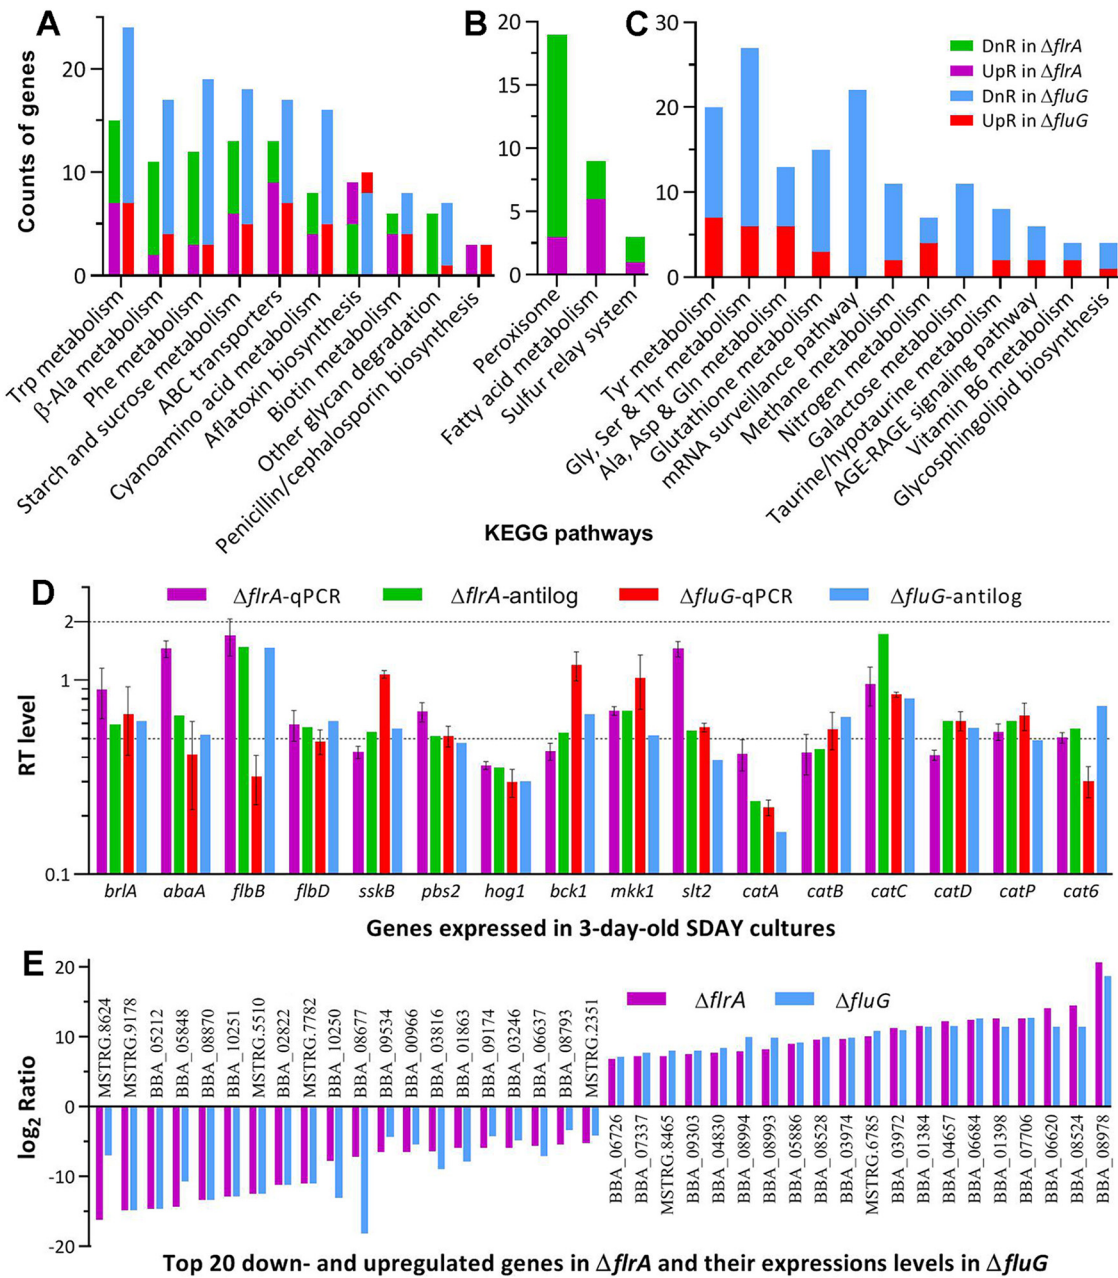 A
B
C
Counts of genes
20
10
0
20
15
10
5
0
30
20
10
0
DnR in ΔflrA
UpR in ΔflrA
DnR in ΔfluG
UpR in ΔfluG
Trp metabolism
β-Ala metabolism
Phe metabolism
Starch and sucrose metabolism
ABC transporters
Cyanoamino acid metabolism
Aflatoxin biosynthesis
Biotin metabolism
Other glycan degradation
Penicillin/cephalosporin biosynthesis
Peroxisome
Fatty acid metabolism
Sulfur relay system
Tyr metabolism
Gly, Ser & Thr metabolism
Ala, Asp & Gln metabolism
Glutathione metabolism
mRNA surveillance pathway
Methane metabolism
Nitrogen metabolism
Galactose metabolism
Taurine/hypotaurine metabolism
AGE-RAGE signaling pathway
Vitamin B6 metabolism
Glycosphingolipid biosynthesis
KEGG pathways
D
ΔflrA-qPCR
ΔflrA-antilog
ΔfluG-qPCR
ΔfluG-antilog
RT level
2
1
0.1
brlA abaA flbB flbD sskB pbs2 hog1 bck1 mkk1 slt2 catA catB catC catD catP cat6
Genes expressed in 3-day-old SDAY cultures
E
ΔflrA
ΔfluG
log2 Ratio
20
10
0
-10
-20
MSTRG.8624
MSTRG.9178
BBA_05212
BBA_05848
BBA_08870
BBA_10251
MSTRG.5510
BBA_02822
MSTRG.7782
BBA_10250
BBA_08677
BBA_09534
BBA_00966
BBA_03816
BBA_01863
BBA_09174
BBA_03246
BBA_06637
BBA_08793
MSTRG.2351
BBA_06726
BBA_07337
MSTRG.8465
BBA_09303
BBA_04830
BBA_08994
BBA_08993
BBA_05886
BBA_08528
BBA_03974
MSTRG.6785
BBA_03972
BBA_01384
BBA_04657
BBA_06684
BBA_01398
BBA_07706
BBA_06620
BBA_08524
BBA_08978
Top 20 down- and upregulated genes in ΔflrA and their expressions levels in ΔfluG